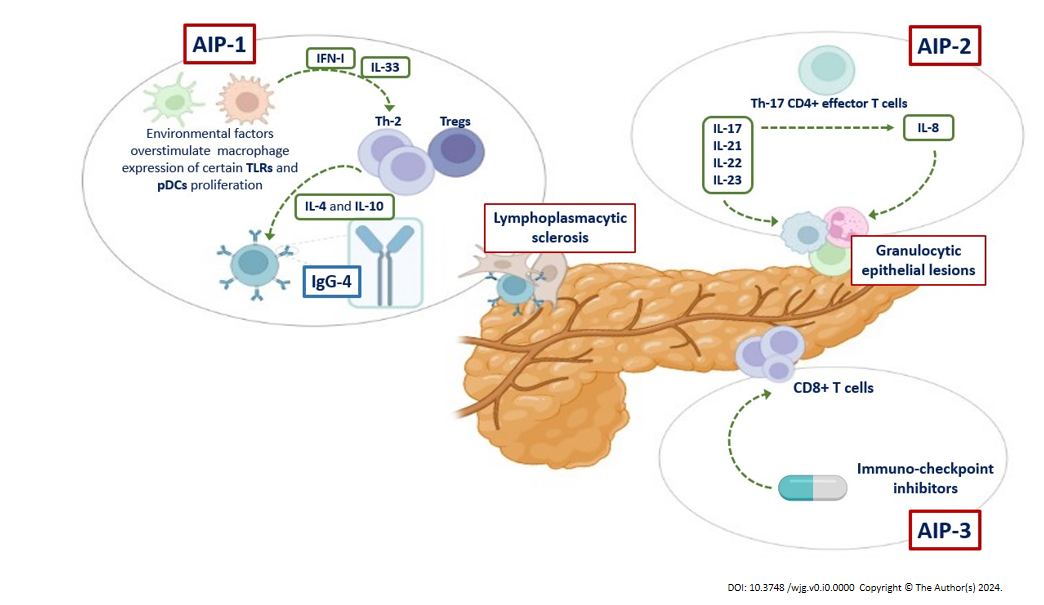 AIP-1
IFN-I
IL-33
Environmental factors
overstimulate macrophage
expression of certain TLRs and
pDCs proliferation
Th-2
Tregs
IL-4 and IL-10
IgG-4
Lymphoplasmacytic
sclerosis
AIP-2
Th-17 CD4+ effector T cells
IL-17
IL-21
IL-22
IL-23
IL-8
Granulocytic
epithelial lesions
CD8+ T cells
Immuno-checkpoint
inhibitors
AIP-3
DOI: 10.3748 /wjg.v0.i0.0000 Copyright © The Author(s) 2024.